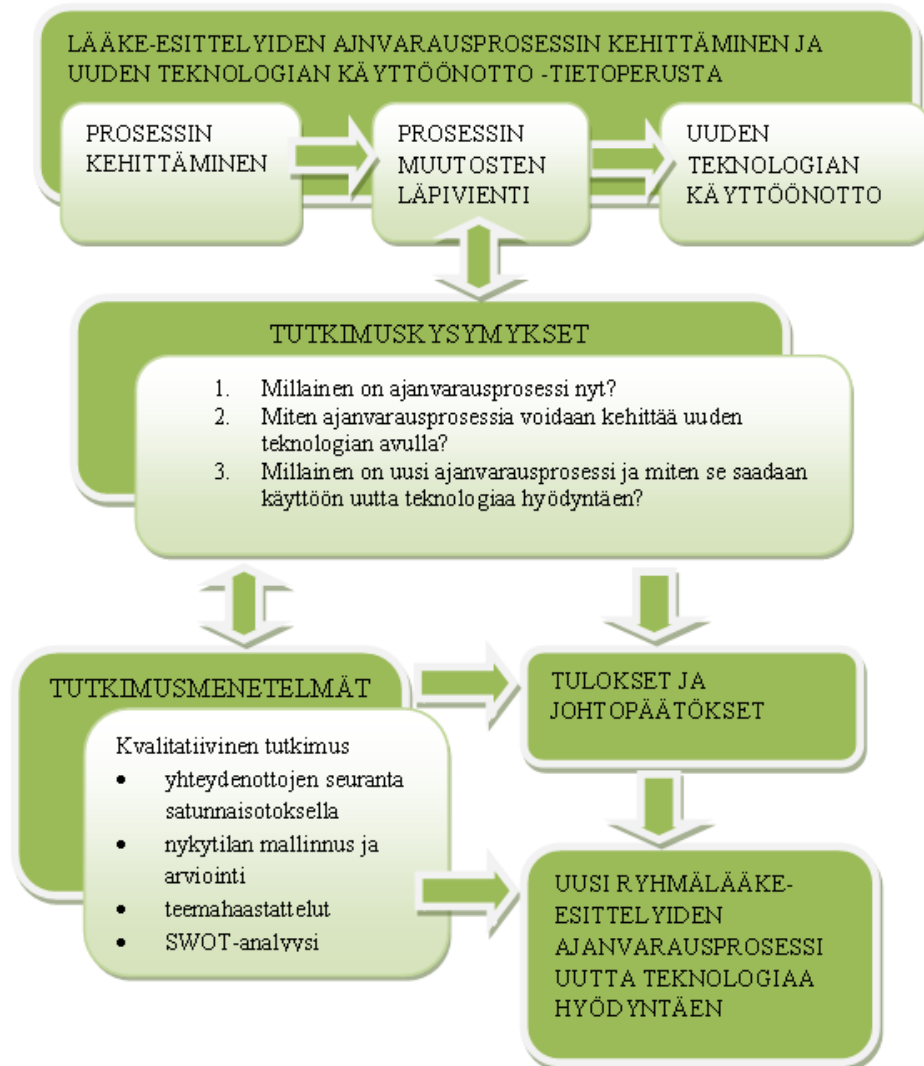 LÄÄKE-ESITTELYIDEN AJNVARAUSPROSESSIN KEHITTÄMINEN JA
UUDEN TEKNOLOGIAN KÄYTTÖÖNOTTO -TIETOPERUSTA
PROSESSIN
KEHITTÄMINEN
PROSESSIN
MUUTOSTEN
LÄPIVIENTI
UUDEN
TEKNOLOGIAN
KÄYTTÖÖNOTTO
TUTKIMUSKYSYMYKSET
1. Millainen on ajanvarausprosessi nyt?
2. Miten ajanvarausprosessia voidaan kehittää uuden
teknologian avulla?
3. Millainen on uusi ajanvarausprosessi ja miten se saadaan
käyttöön uutta teknologiaa hyödyntäen?
TUTKIMUSMENETELMÄT
Kvalitatiivinen tutkimus
• yhteydenottojen seuranta
satunnaisotoksella
• nykytilan mallinnus ja
arviointi
• teemahaastattelut
• SWOT-analyysi
TULOKSET JA
JOHTOPÄÄTÖKSET
UUSI RYHMÄLÄÄKE-
ESITTELYIDEN
AJANVARAUSPROSESSI
UUTTA TEKNOLOGIAA
HYÖDYNTÄEN